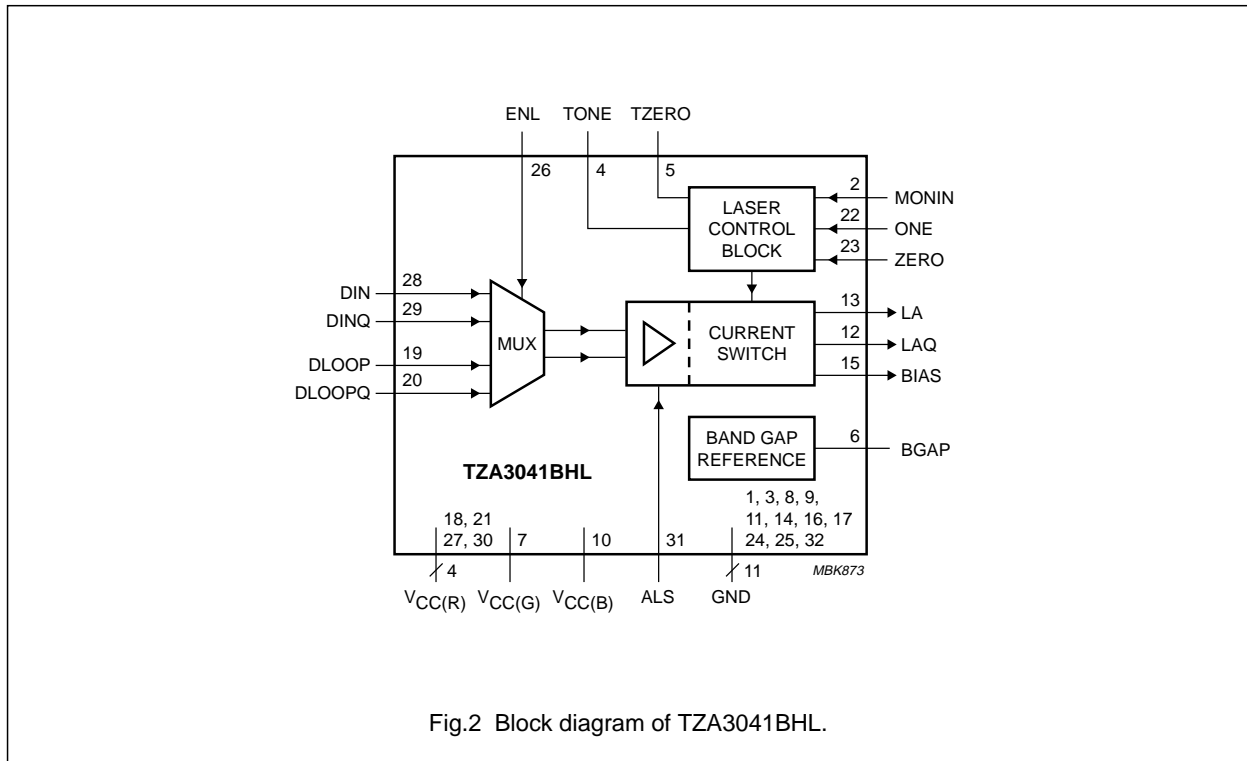 ENL TONE TZERO
26 4 5
2 MONIN
LASER CONTROL BLOCK
22 ONE
23 ZERO
DIN 28
DINQ 29
DLOOP 19
DLOOPQ 20
MUX
CURRENT SWITCH
13 LA
12 LAQ
15 BIAS
BAND GAP REFERENCE
6 BGAP
TZA3041BHL
18, 21
27, 30
7
10
31
1, 3, 8, 9,
11, 14, 16, 17
24, 25, 32
4
11
MBK873
VCC(R) VCC(G) VCC(B) ALS GND
Fig.2 Block diagram of TZA3041BHL.